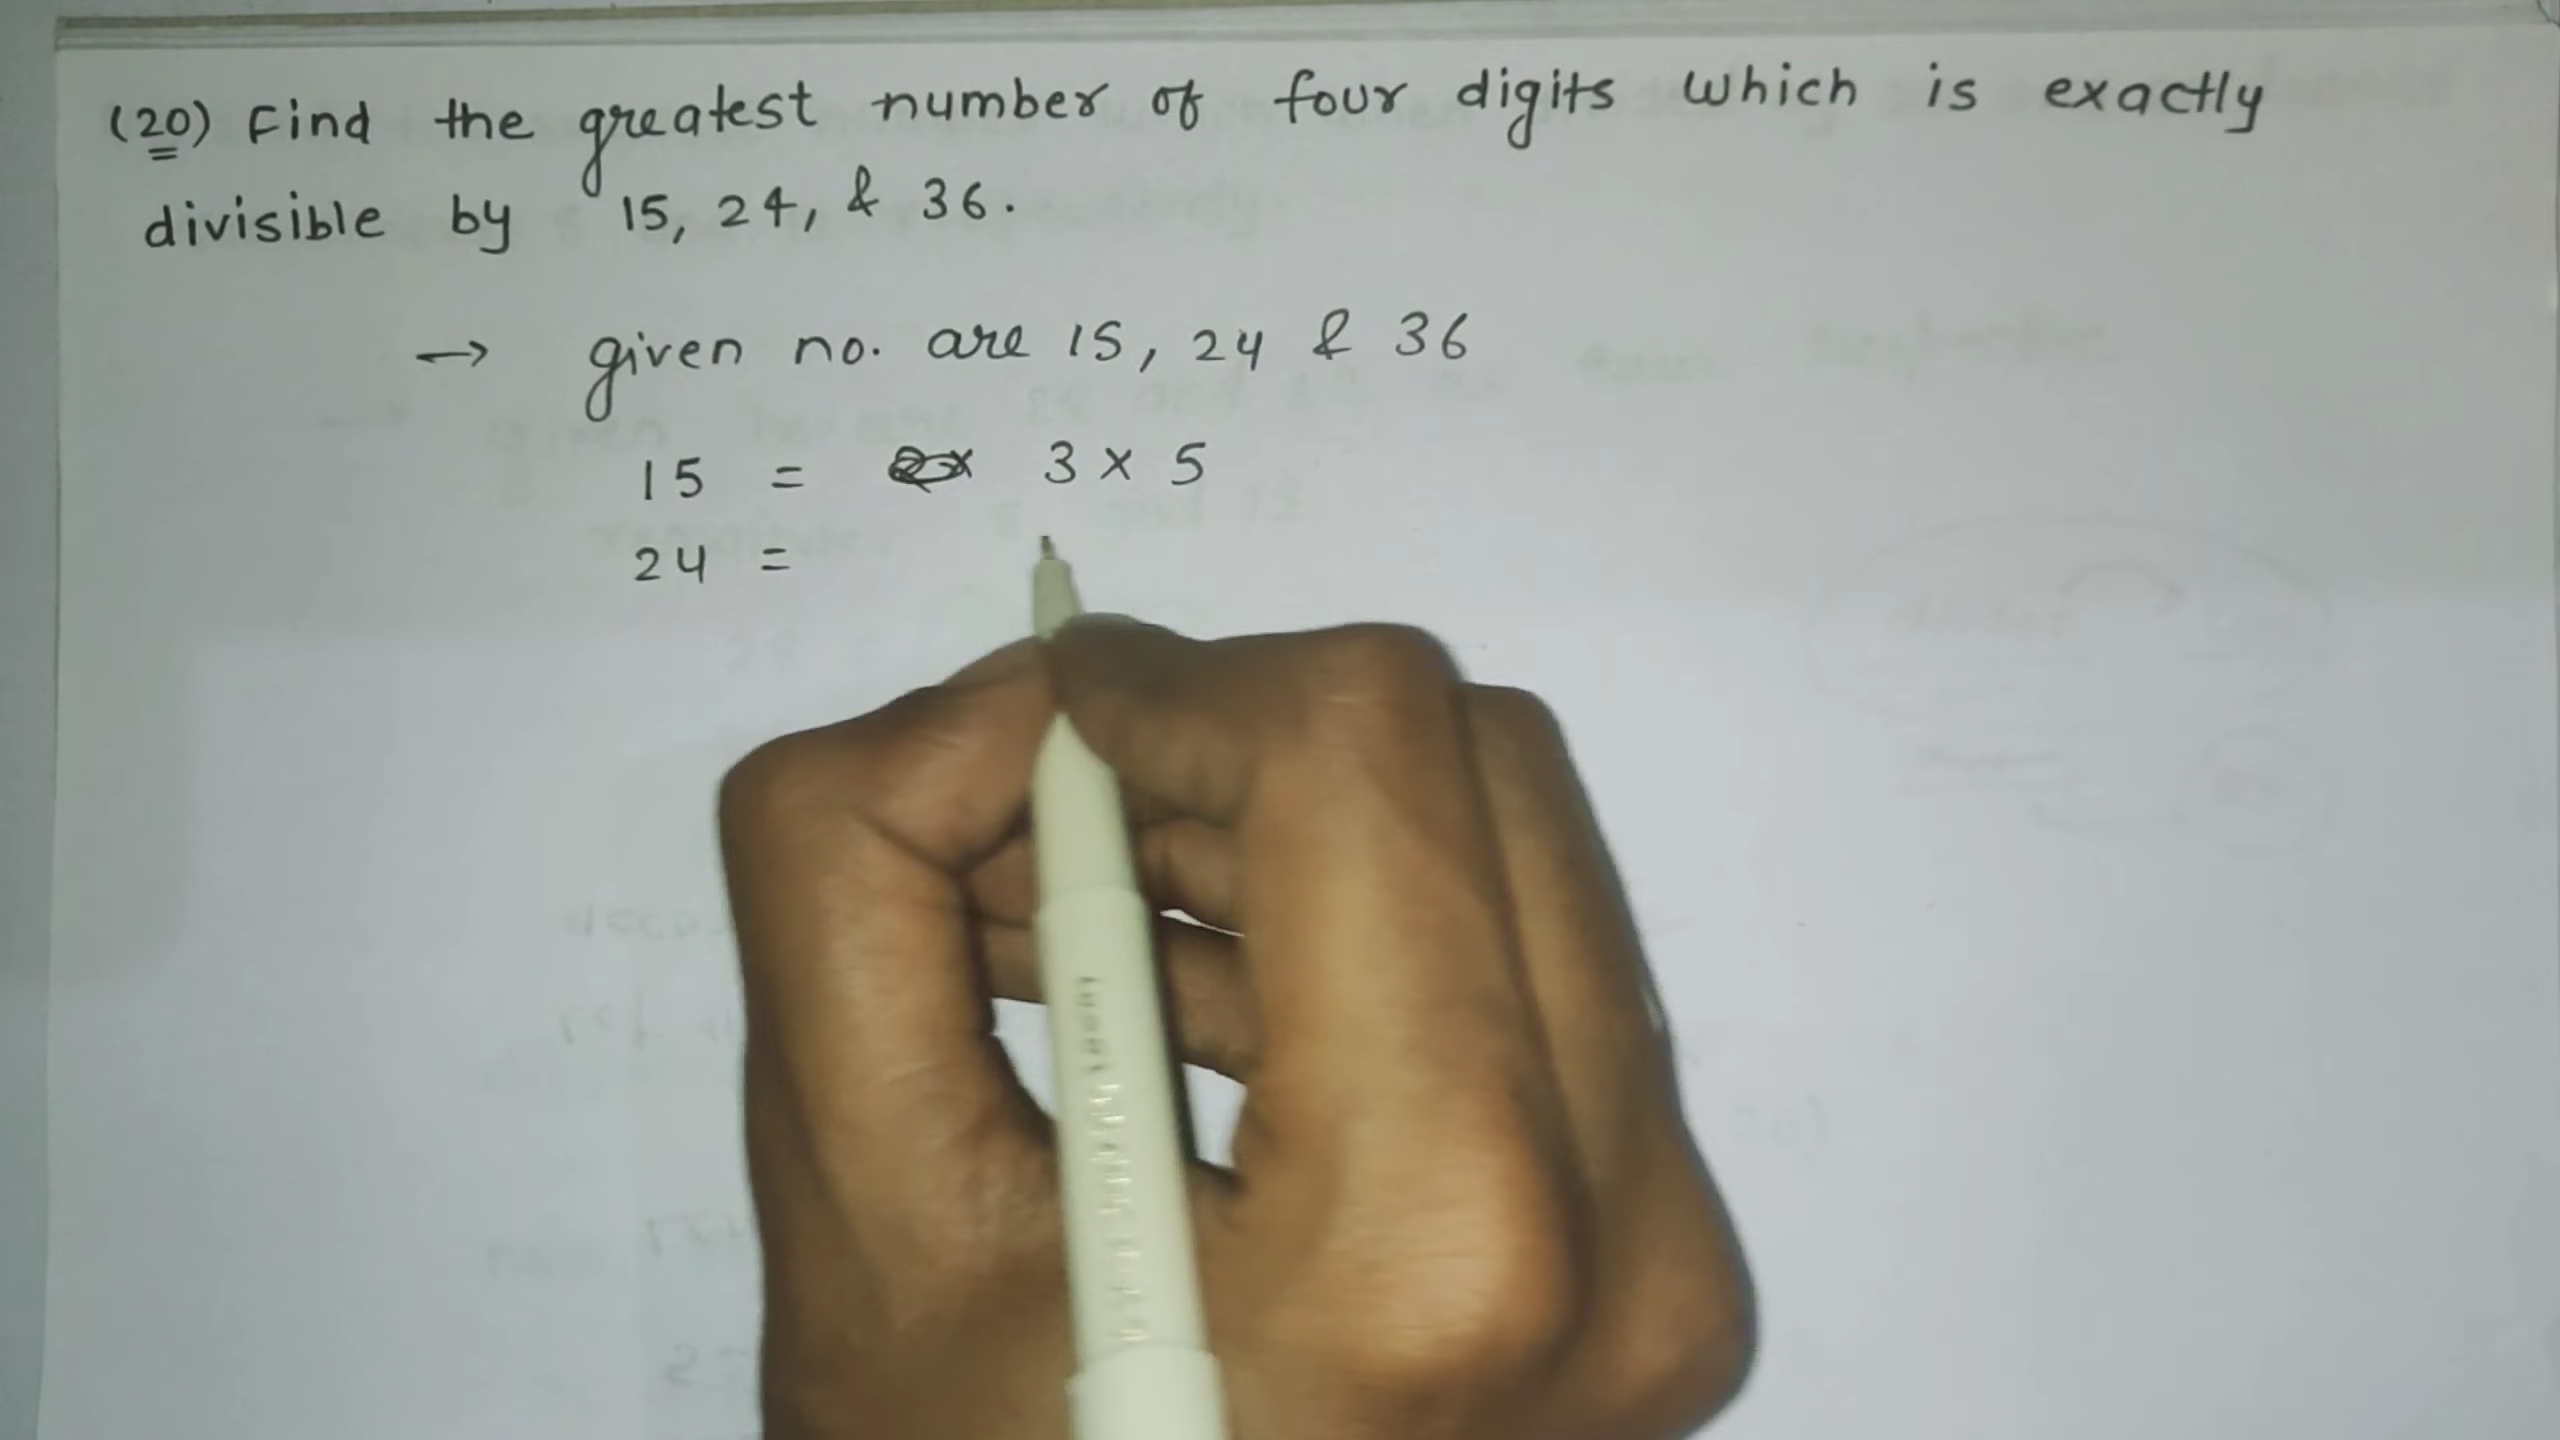 (20) Find the greatest number of four digits which is exactly
divisible by 15, 24, & 36.
→ given no. are 15, 24 & 36
15 = 3 × 5
24 =